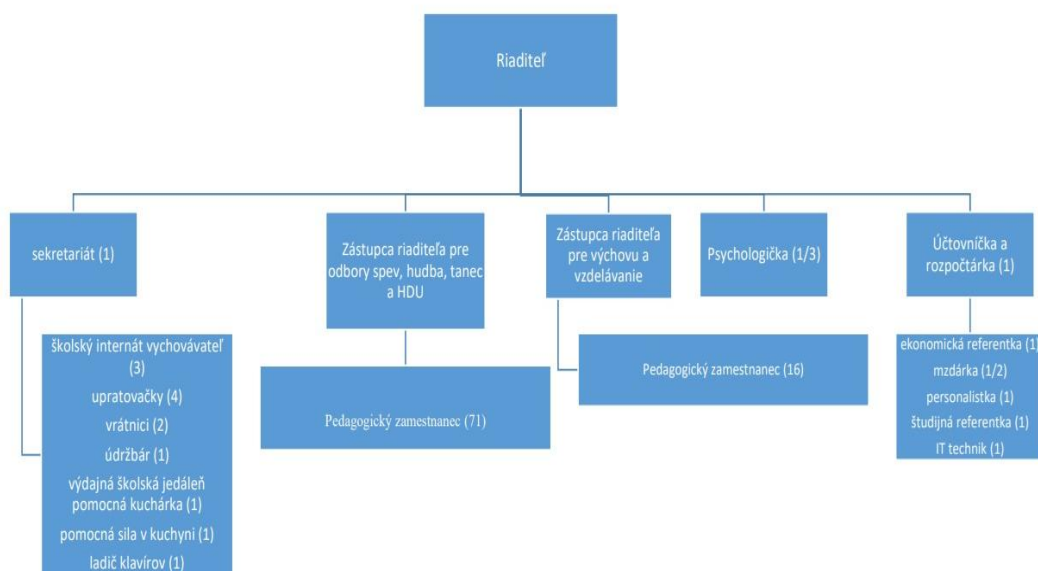 Riaditeľ
sekretariát (1)
Zástupca riaditeľa pre
odbory spev, hudba, tanec
a HDU
Zástupca riaditeľa
pre výchovu a
vzdelávanie
Psychologička (1/3)
Účtovníčka a
rozpočtárka (1)
školský internát vychovávateľ
(3)
upratovačky (4)
vrátnici (2)
údržbár (1)
výdajná školská jedáleň
pomocná kuchárka (1)
pomocná sila v kuchyni (1)
ladič klavírov (1)
Pedagogický zamestnanec (71)
Pedagogický zamestnanec (16)
ekonomická referentka (1)
mzdárka (1/2)
personalistka (1)
študijná referentka (1)
IT technik (1)